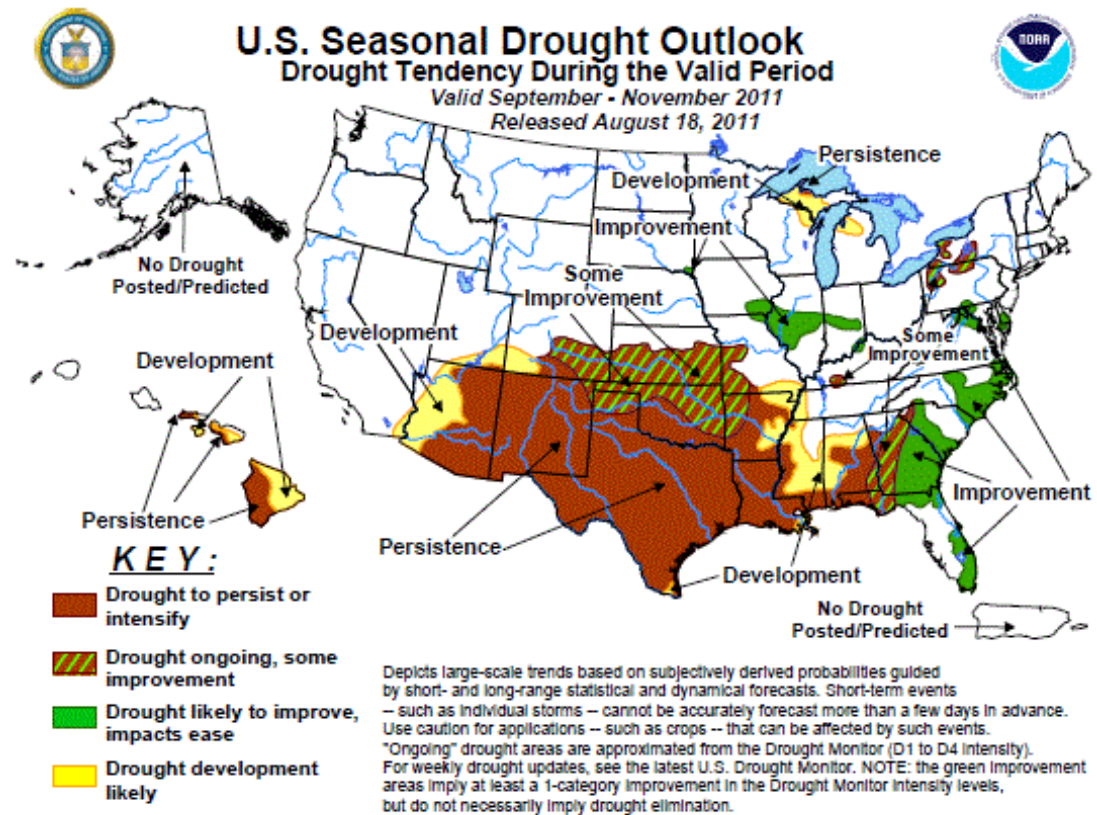 U.S. Seasonal Drought Outlook
Drought Tendency During the Valid Period
Valid September - November 2011
Released August 18, 2011
NOAA
Persistence
Development
Improvement
Some
Improvement
No Drought
Posted/Predicted
Development
Development
Some
Improvement
Persistence
Persistence
Improvement
Development
No Drought
Posted/Predicted
KEY:
Drought to persist or
intensify
Drought ongoing, some
improvement
Drought likely to improve,
impacts ease
Drought development
likely
Depicts large-scale trends based on subjectively derived probabilities guided
by short- and long-range statistical and dynamical forecasts. Short-term events
-- such as individual storms -- cannot be accurately forecast more than a few days in advance.
Use caution for applications -- such as crops -- that can be affected by such events.
"Ongoing" drought areas are approximated from the Drought Monitor (D1 to D4 intensity).
For weekly drought updates, see the latest U.S. Drought Monitor. NOTE: the green improvement
areas imply at least a 1-category improvement in the Drought Monitor intensity levels,
but do not necessarily imply drought elimination.